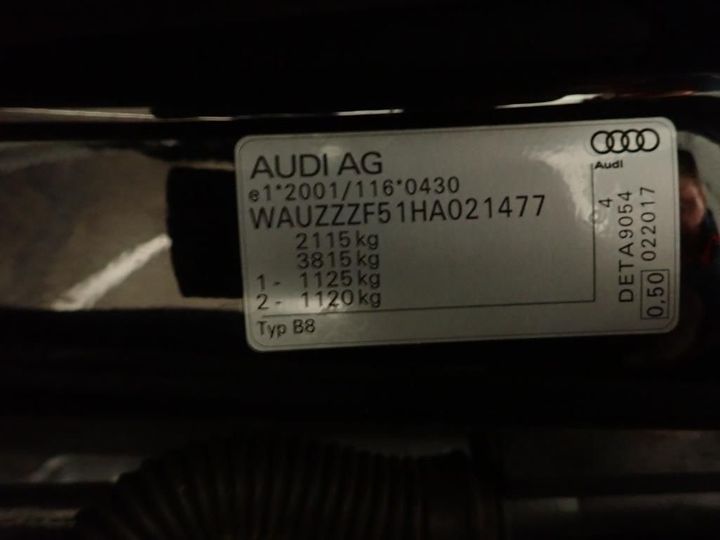 AUDI AG
Audi
e1*2001/116*0430
WAUZZZF51HA021477
2115 kg
3815 kg
1 - 1125 kg
2 - 1120 kg
Typ B8
4
DETA9054
022017
0,50